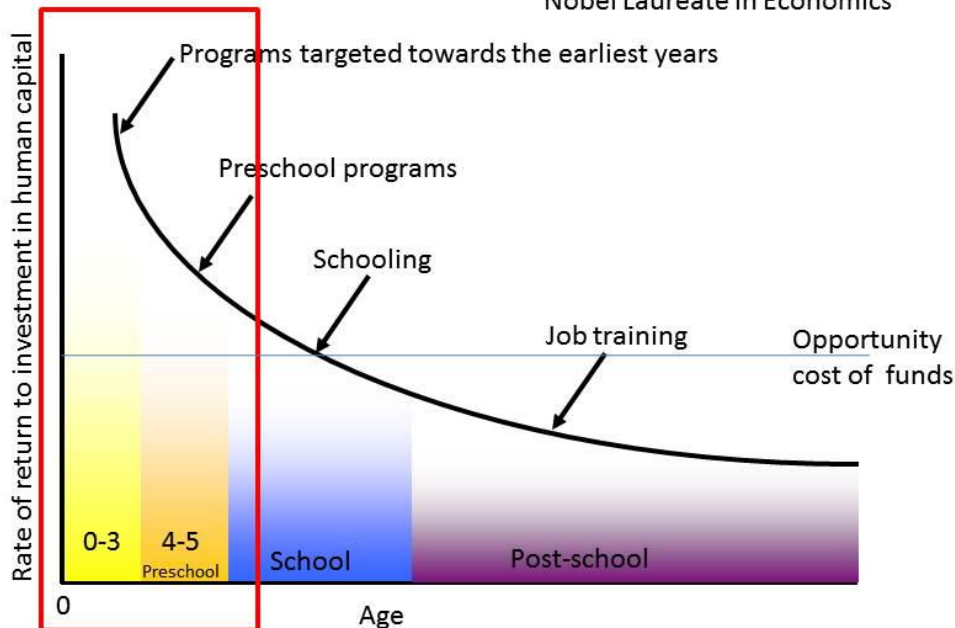 Nobel Laureate in Economics
Rate of return to investment in human capital
Programs targeted towards the earliest years
Preschool programs
Schooling
Job training
Opportunity
cost of funds
0-3
4-5
Preschool
School
Post-school
0
Age